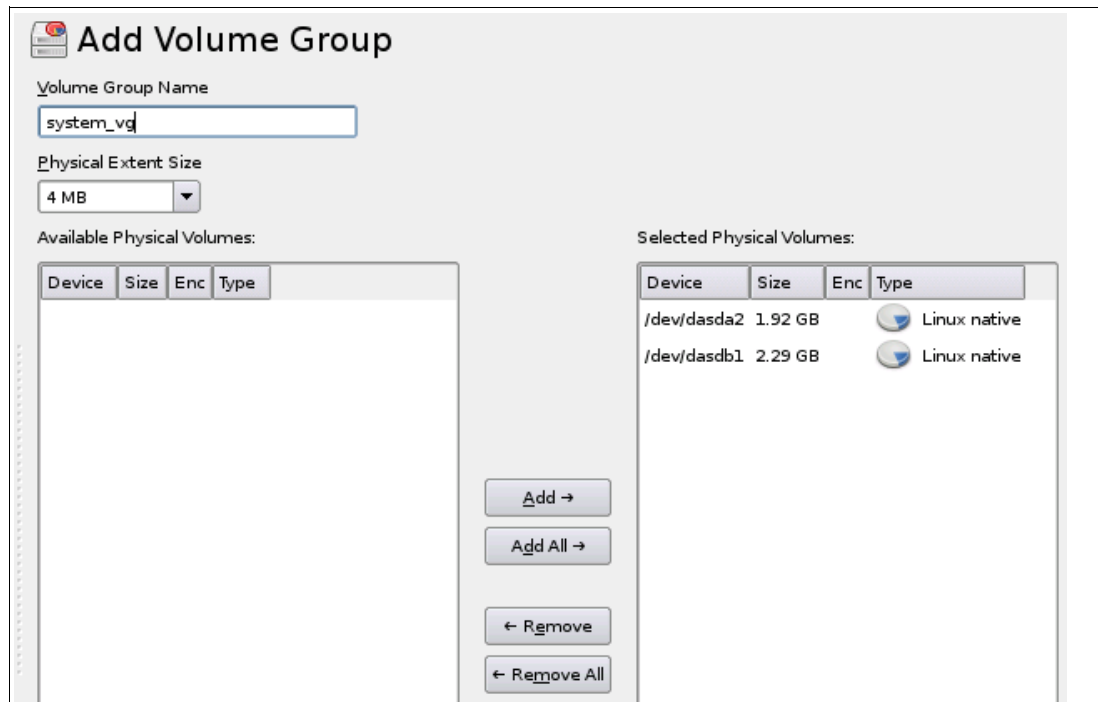 Add Volume Group
Volume Group Name
system_vg
Physical Extent Size
4 MB
Available Physical Volumes:
Device Size Enc Type
Selected Physical Volumes:
Device Size Enc Type
/dev/dasda2 1.92 GB Linux native
/dev/dasdb1 2.29 GB Linux native
Add →
Add All →
← Remove
← Remove All